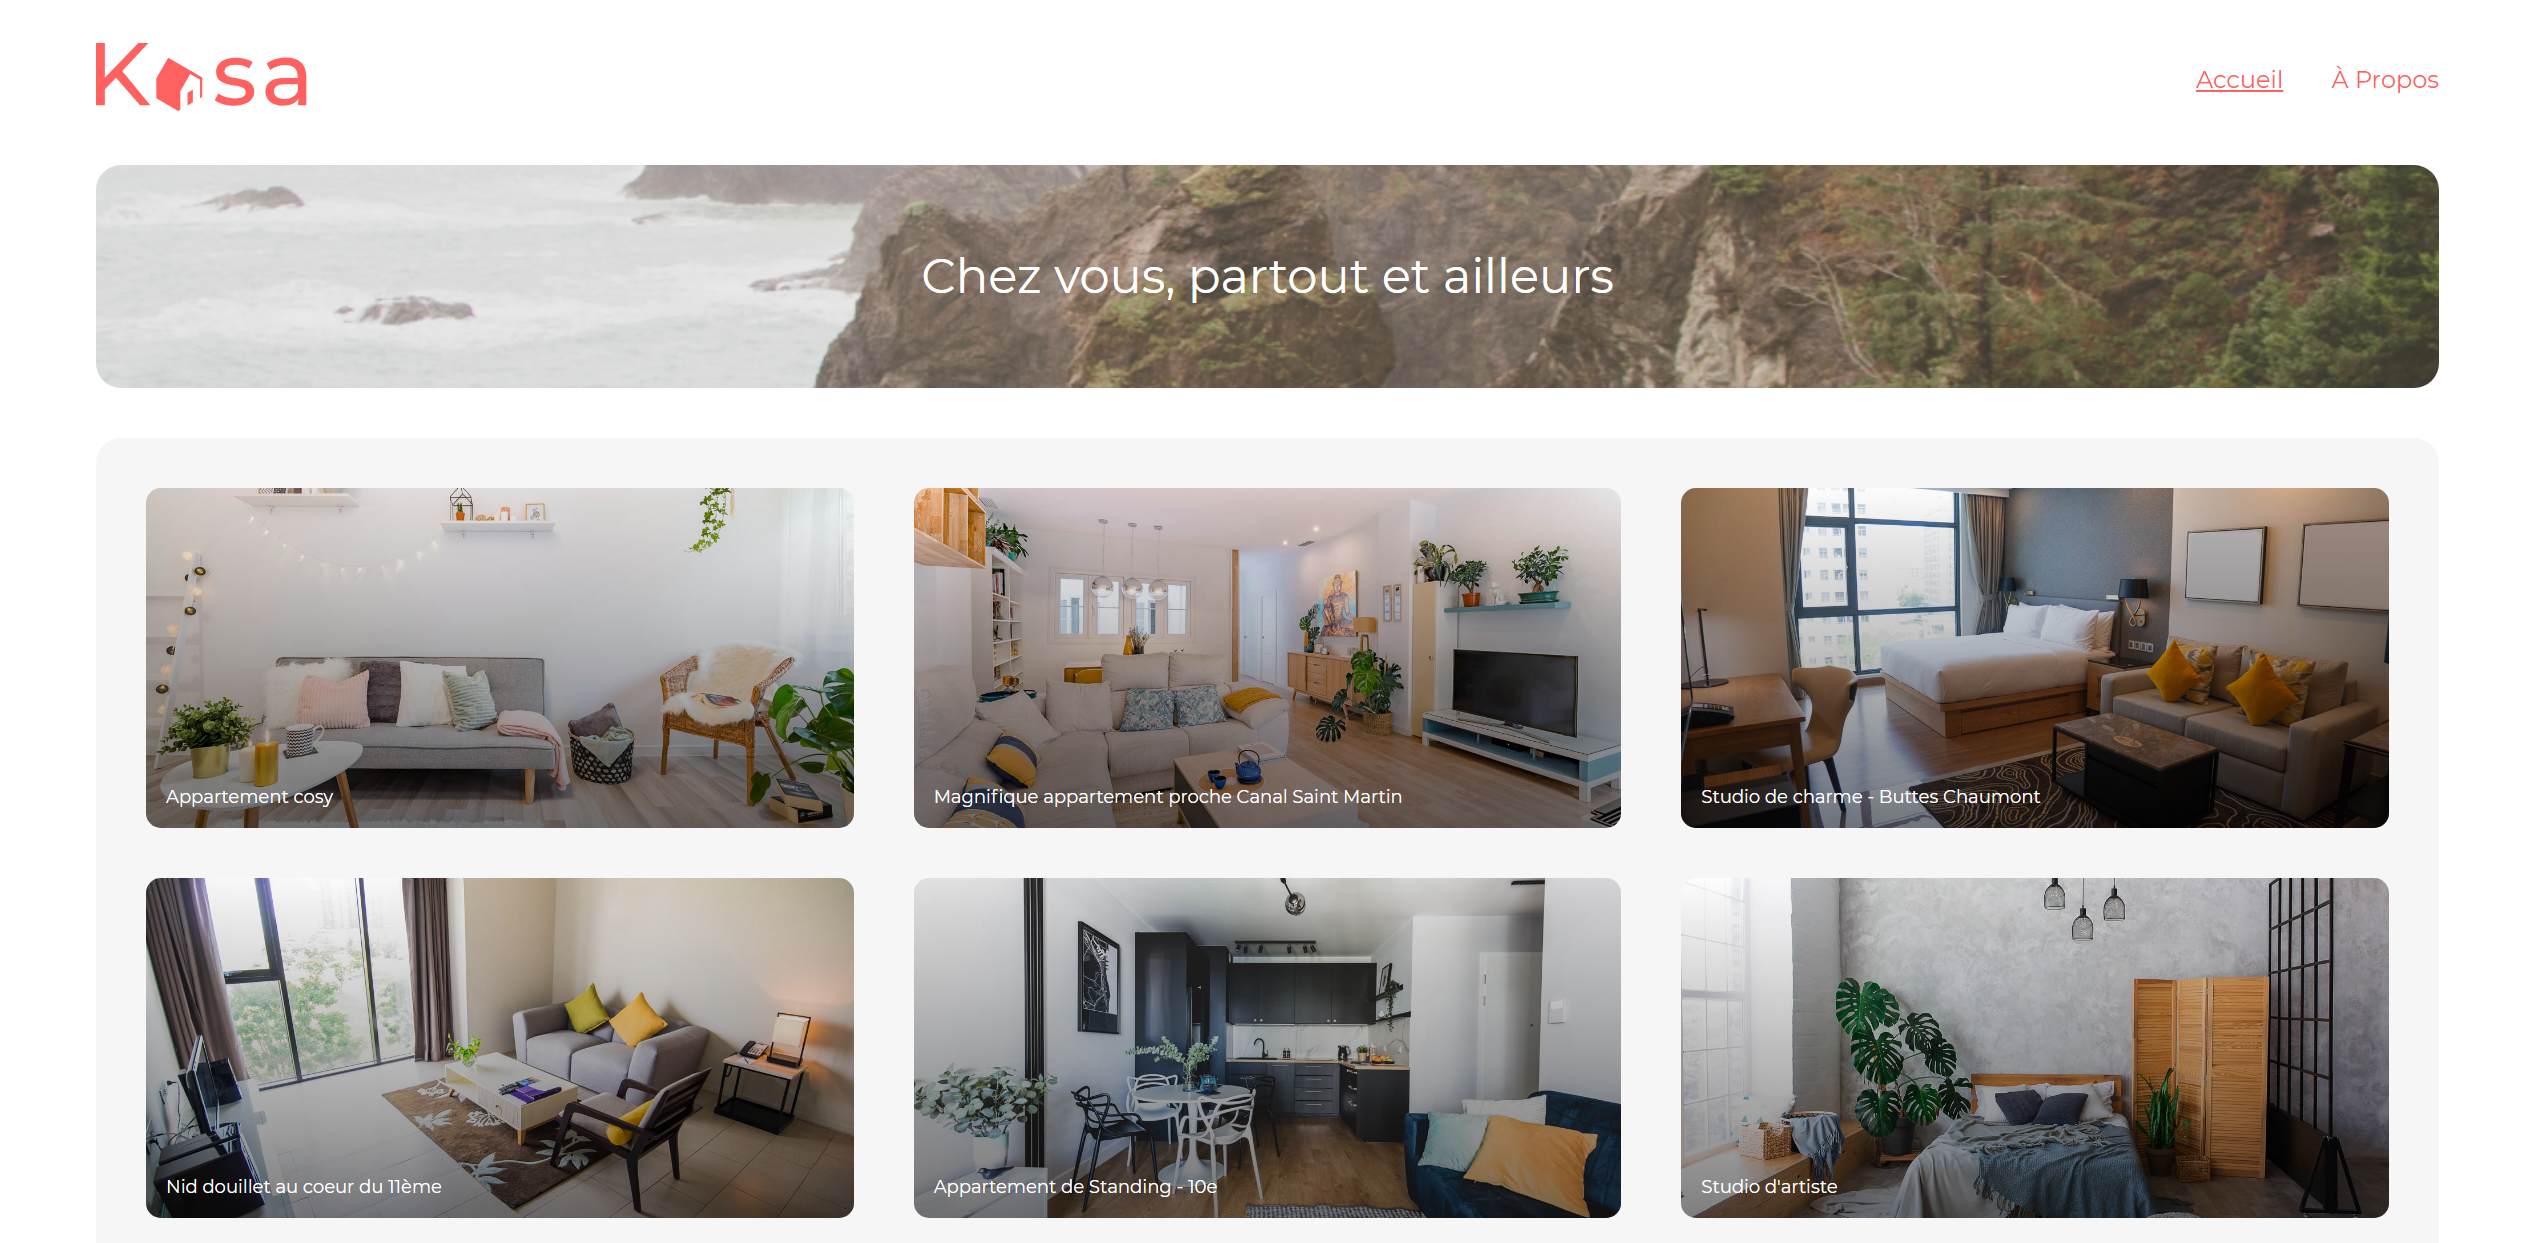 Kasa
Accueil
À Propos
Chez vous, partout et ailleurs
Appartement cosy
Magnifique appartement proche Canal Saint Martin
Studio de charme - Buttes Chaumont
Nid douillet au coeur du 11ème
Appartement de Standing - 10e
Studio d'artiste